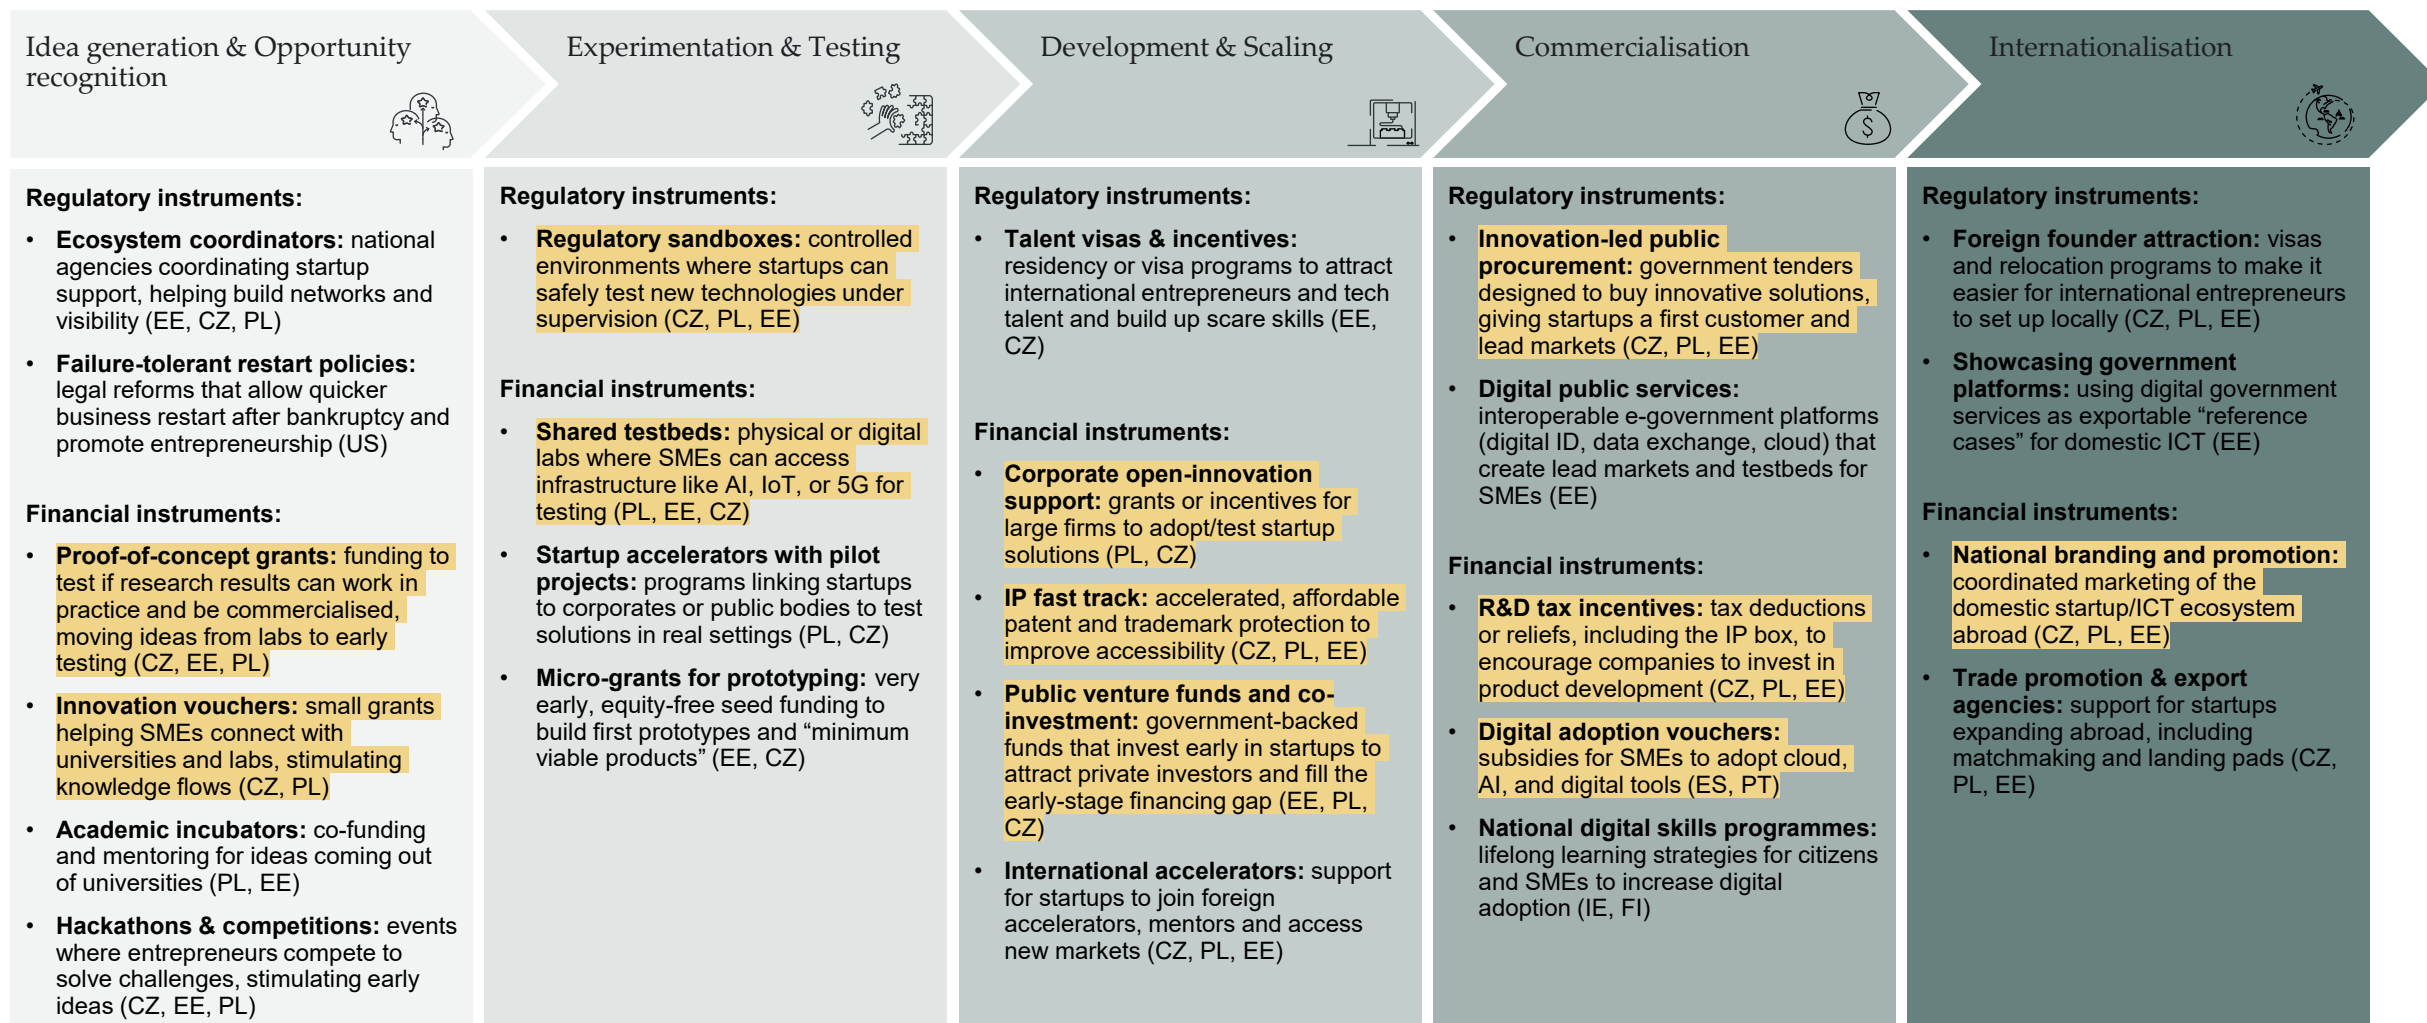 Idea generation & Opportunity
recognition
Experimentation & Testing
Development & Scaling
Commercialisation
Internationalisation
$
Regulatory instruments:
• Ecosystem coordinators: national
agencies coordinating startup
support, helping build networks and
visibility (EE, CZ, PL)
• Failure-tolerant restart policies:
legal reforms that allow quicker
business restart after bankruptcy and
promote entrepreneurship (US)
Financial instruments:
• Proof-of-concept grants: funding to
test if research results can work in
practice and be commercialised,
moving ideas from labs to early
testing (CZ, EE, PL)
• Innovation vouchers: small grants
helping SMEs connect with
universities and labs, stimulating
knowledge flows (CZ, PL)
• Academic incubators: co-funding
and mentoring for ideas coming out
of universities (PL, EE)
• Hackathons & competitions: events
where entrepreneurs compete to
solve challenges, stimulating early
ideas (CZ, EE, PL)
Regulatory instruments:
• Regulatory sandboxes: controlled
environments where startups can
safely test new technologies under
supervision (CZ, PL, EE)
Financial instruments:
• Shared testbeds: physical or digital
labs where SMEs can access
infrastructure like AI, IoT, or 5G for
testing (PL, EE, CZ)
• Startup accelerators with pilot
projects: programs linking startups
to corporates or public bodies to test
solutions in real settings (PL, CZ)
• Micro-grants for prototyping: very
early, equity-free seed funding to
build first prototypes and “minimum
viable products” (EE, CZ)
Regulatory instruments:
• Talent visas & incentives:
residency or visa programs to attract
international entrepreneurs and tech
talent and build up scare skills (EE,
CZ)
Financial instruments:
• Corporate open-innovation
support: grants or incentives for
large firms to adopt/test startup
solutions (PL, CZ)
• IP fast track: accelerated, affordable
patent and trademark protection to
improve accessibility (CZ, PL, EE)
• Public venture funds and co-
investment: government-backed
funds that invest early in startups to
attract private investors and fill the
early-stage financing gap (EE, PL,
CZ)
• International accelerators: support
for startups to join foreign
accelerators, mentors and access
new markets (CZ, PL, EE)
Regulatory instruments:
• Innovation-led public
procurement: government tenders
designed to buy innovative solutions,
giving startups a first customer and
lead markets (CZ, PL, EE)
• Digital public services:
interoperable e-government platforms
(digital ID, data exchange, cloud) that
create lead markets and testbeds for
SMEs (EE)
Financial instruments:
• R&D tax incentives: tax deductions
or reliefs, including the IP box, to
encourage companies to invest in
product development (CZ, PL, EE)
• Digital adoption vouchers:
subsidies for SMEs to adopt cloud,
AI, and digital tools (ES, PT)
• National digital skills programmes:
lifelong learning strategies for citizens
and SMEs to increase digital
adoption (IE, FI)
Regulatory instruments:
• Foreign founder attraction: visas
and relocation programs to make it
easier for international entrepreneurs
to set up locally (CZ, PL, EE)
• Showcasing government
platforms: using digital government
services as exportable “reference
cases” for domestic ICT (EE)
Financial instruments:
• National branding and promotion:
coordinated marketing of the
domestic startup/ICT ecosystem
abroad (CZ, PL, EE)
• Trade promotion & export
agencies: support for startups
expanding abroad, including
matchmaking and landing pads (CZ,
PL, EE)